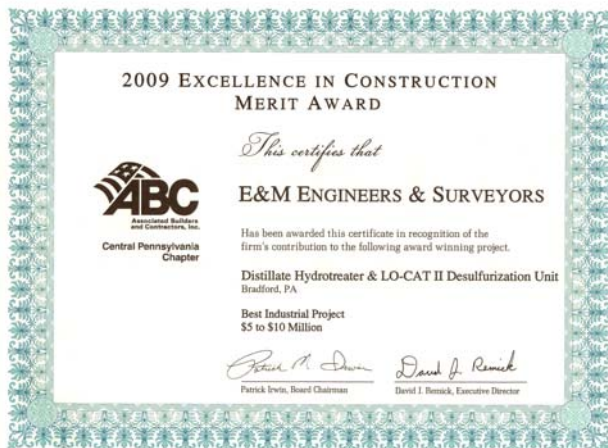 2009 EXCELLENCE IN CONSTRUCTION
MERIT AWARD
This certifies that
E&M ENGINEERS & SURVEYORS
ABC
Associated Builders
and Contractors, Inc.
Central Pennsylvania
Chapter
Has been awarded this certificate in recognition of the
firm's contribution to the following award winning project.
Distillate Hydrotreater & LO-CAT II Desulfurization Unit
Bradford, PA
Best Industrial Project
$5 to $10 Million
Patrick M. Irwin
Patrick Irwin, Board Chairman
David J. Remick
David J. Remick, Executive Director